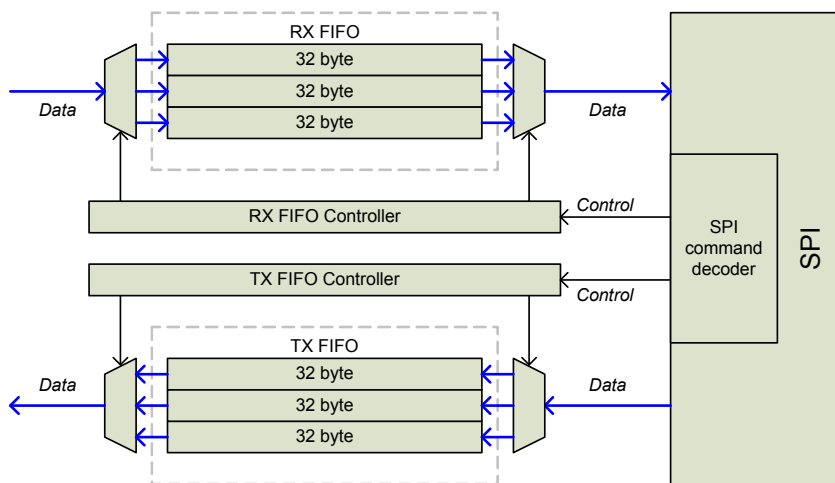 RX FIFO
32 byte
32 byte
32 byte
Data
Data
RX FIFO Controller
Control
SPI
command
decoder
SPI
TX FIFO Controller
Control
TX FIFO
32 byte
32 byte
32 byte
Data
Data